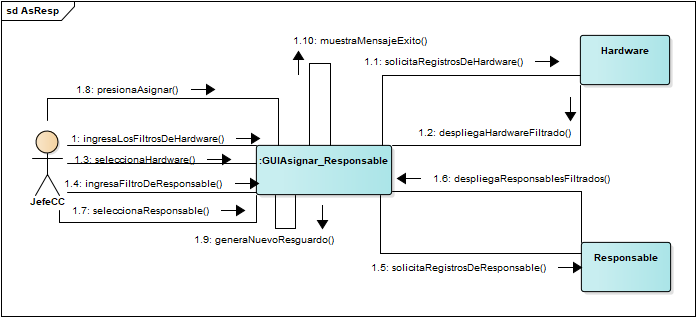 sd AsResp
1.10: muestraMensajeExito()
Hardware
1.1: solicitaRegistrosDeHardware()
1.8: presionaAsignar()
1: ingresaLosFiltrosDeHardware()
1.2: despliegaHardwareFiltrado()
1.3: seleccionaHardware()
:GUIAsignar_Responsable
1.4: ingresaFiltroDeResponsable()
1.6: despliegaResponsablesFiltrados()
JefeCC
1.7: seleccionaResponsable()
1.9: generaNuevoResguardo()
Responsable
1.5: solicitaRegistrosDeResponsable()